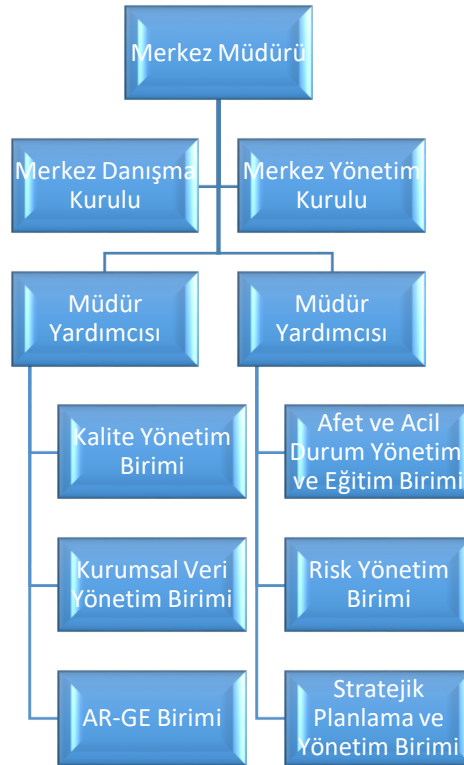 Merkez Müdürü
Merkez Danışma
Kurulu
Merkez Yönetim
Kurulu
Müdür
Yardımcısı
Müdür
Yardımcısı
Kalite Yönetim
Birimi
Afet ve Acil
Durum Yönetim
ve Eğitim Birimi
Kurumsal Veri
Yönetim Birimi
Risk Yönetim
Birimi
AR-GE Birimi
Stratejik
Planlama ve
Yönetim Birimi